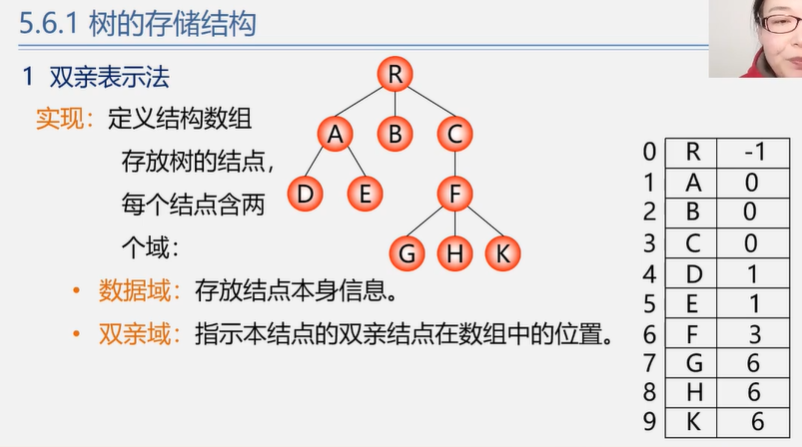 5.6.1 树的存储结构
1 双亲表示法
实现：定义结构数组
存放树的结点，
每个结点含两
个域：
• 数据域：存放结点本身信息。
• 双亲域：指示本结点的双亲结点在数组中的位置。
R
A B C
D E F
G H K
0 R -1
1 A 0
2 B 0
3 C 0
4 D 1
5 E 1
6 F 3
7 G 6
8 H 6
9 K 6